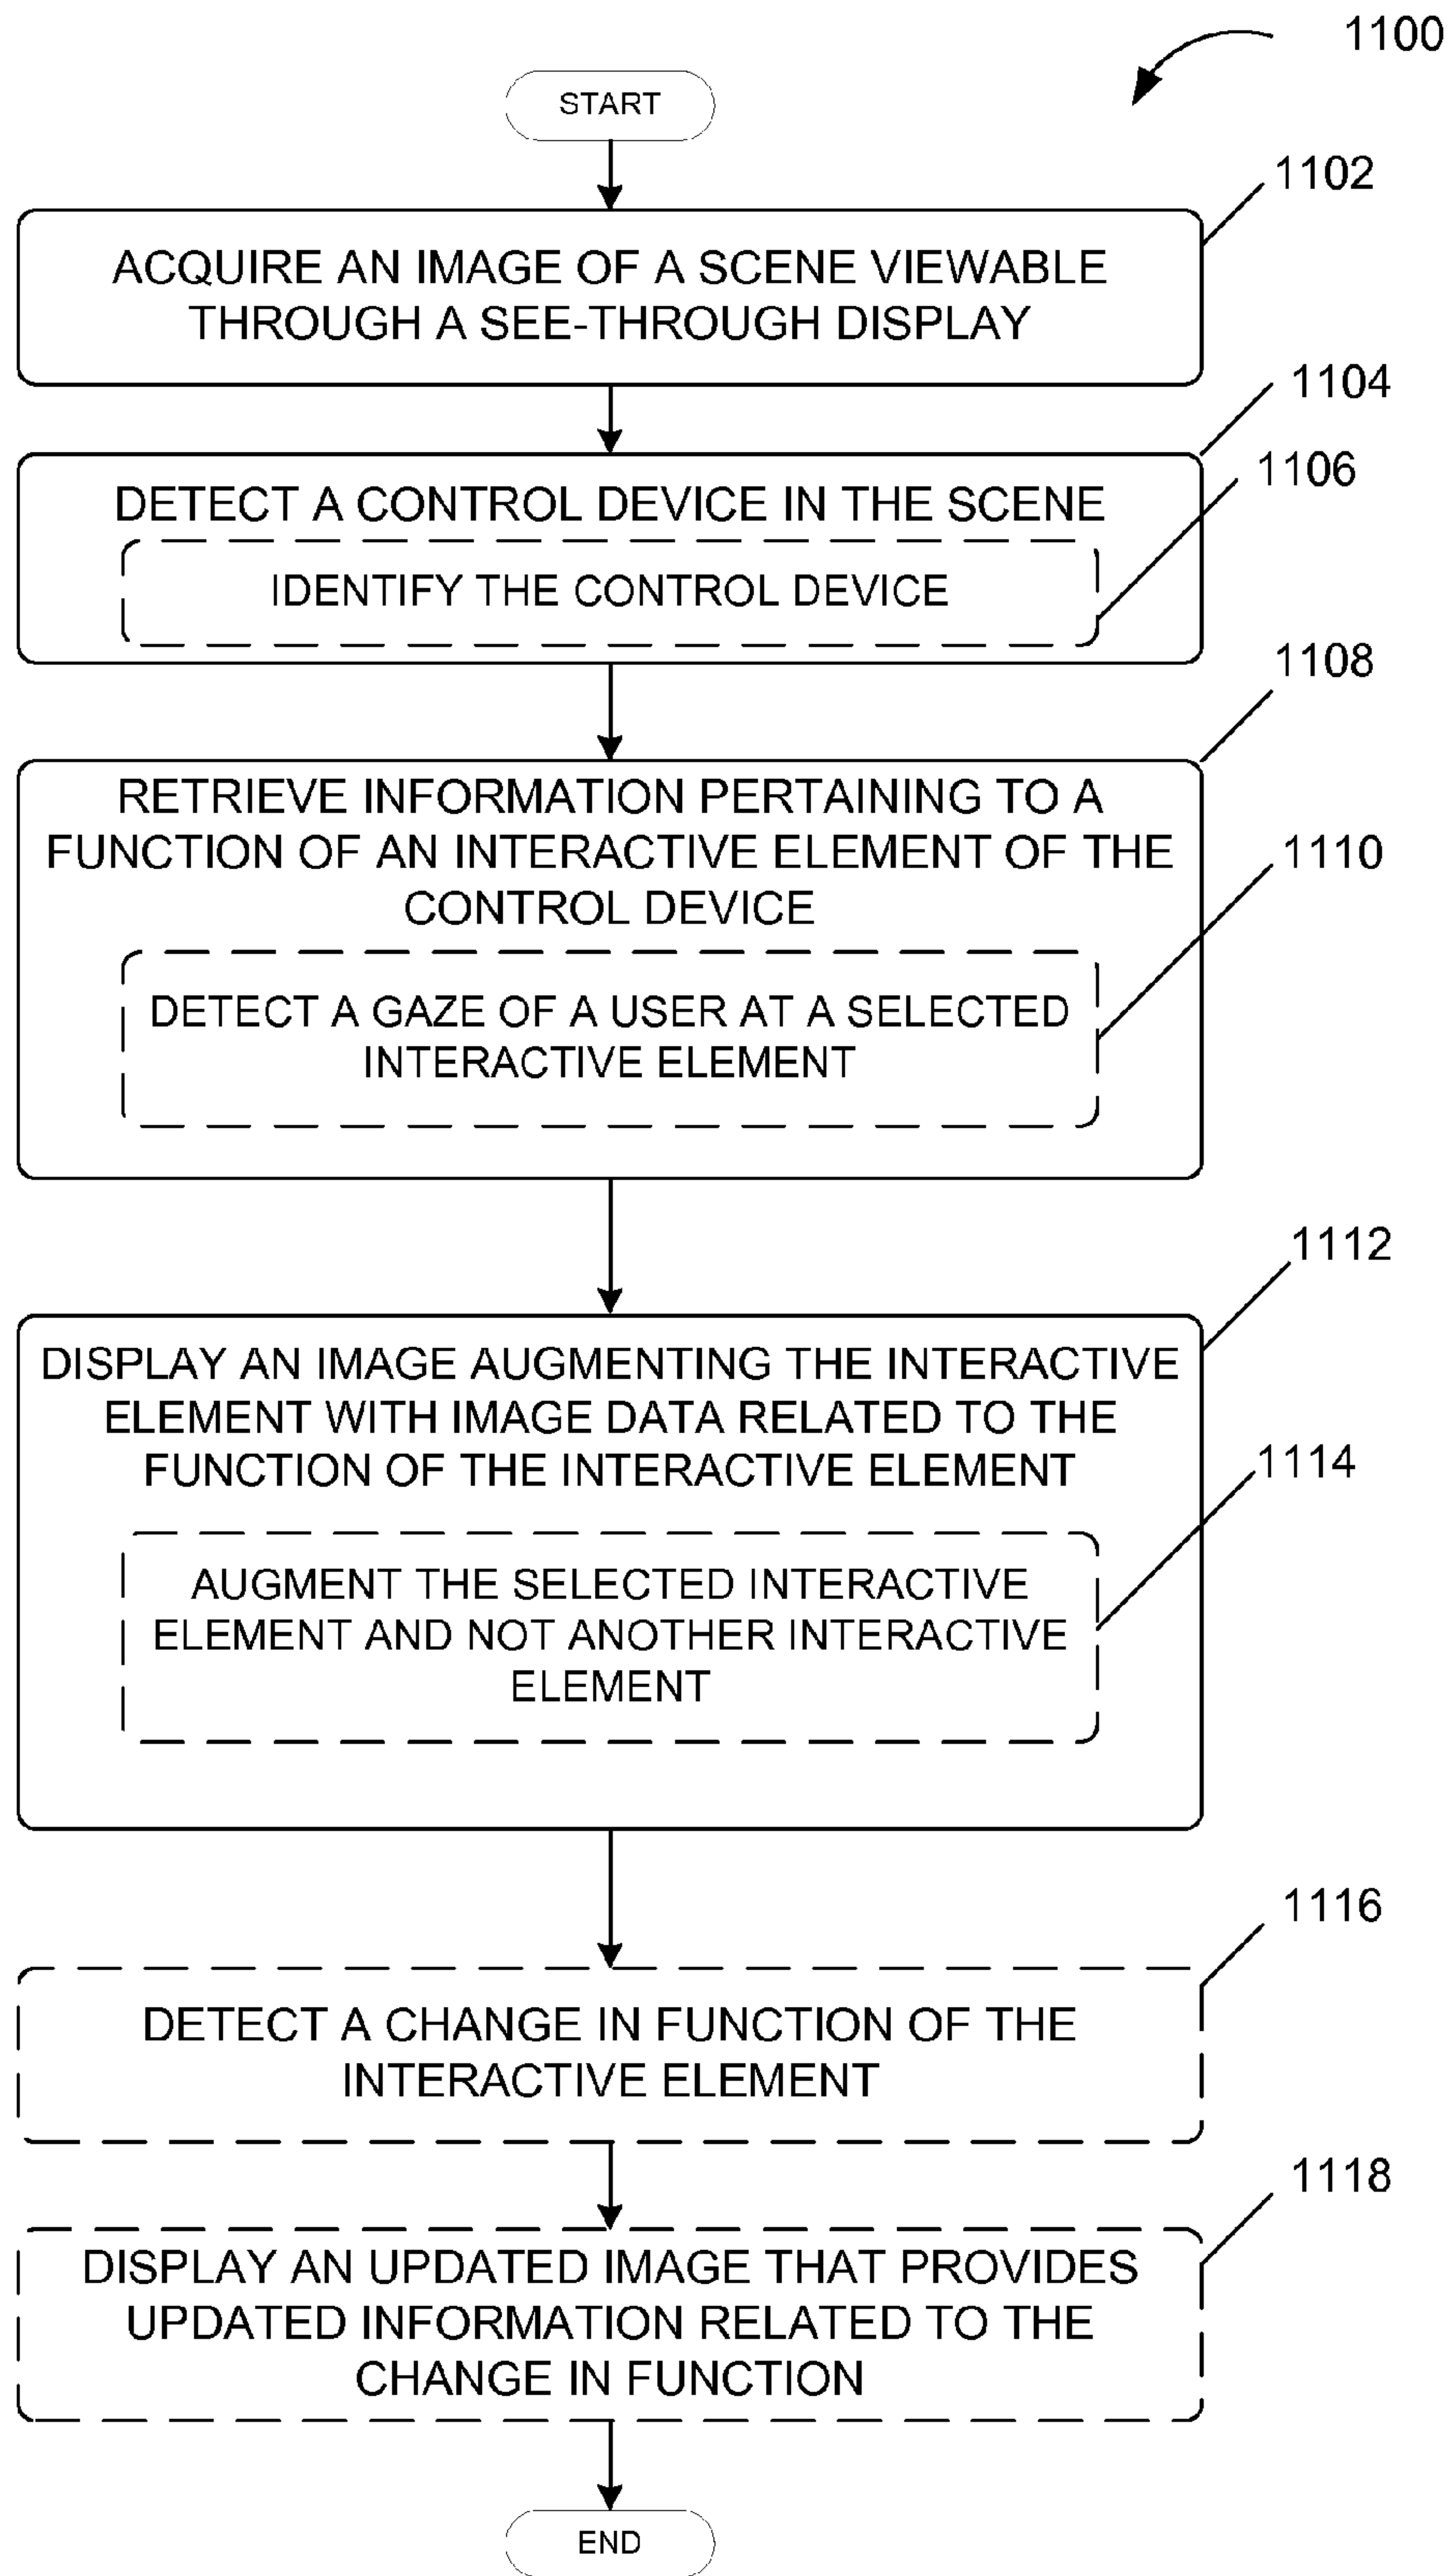 1100
START
1102
ACQUIRE AN IMAGE OF A SCENE VIEWABLE
THROUGH A SEE-THROUGH DISPLAY
1104
DETECT A CONTROL DEVICE IN THE SCENE
1106
IDENTIFY THE CONTROL DEVICE
1108
RETRIEVE INFORMATION PERTAINING TO A
FUNCTION OF AN INTERACTIVE ELEMENT OF THE
CONTROL DEVICE
1110
DETECT A GAZE OF A USER AT A SELECTED
INTERACTIVE ELEMENT
1112
DISPLAY AN IMAGE AUGMENTING THE INTERACTIVE
ELEMENT WITH IMAGE DATA RELATED TO THE
FUNCTION OF THE INTERACTIVE ELEMENT
1114
AUGMENT THE SELECTED INTERACTIVE
ELEMENT AND NOT ANOTHER INTERACTIVE
ELEMENT
1116
DETECT A CHANGE IN FUNCTION OF THE
INTERACTIVE ELEMENT
1118
DISPLAY AN UPDATED IMAGE THAT PROVIDES
UPDATED INFORMATION RELATED TO THE
CHANGE IN FUNCTION
END